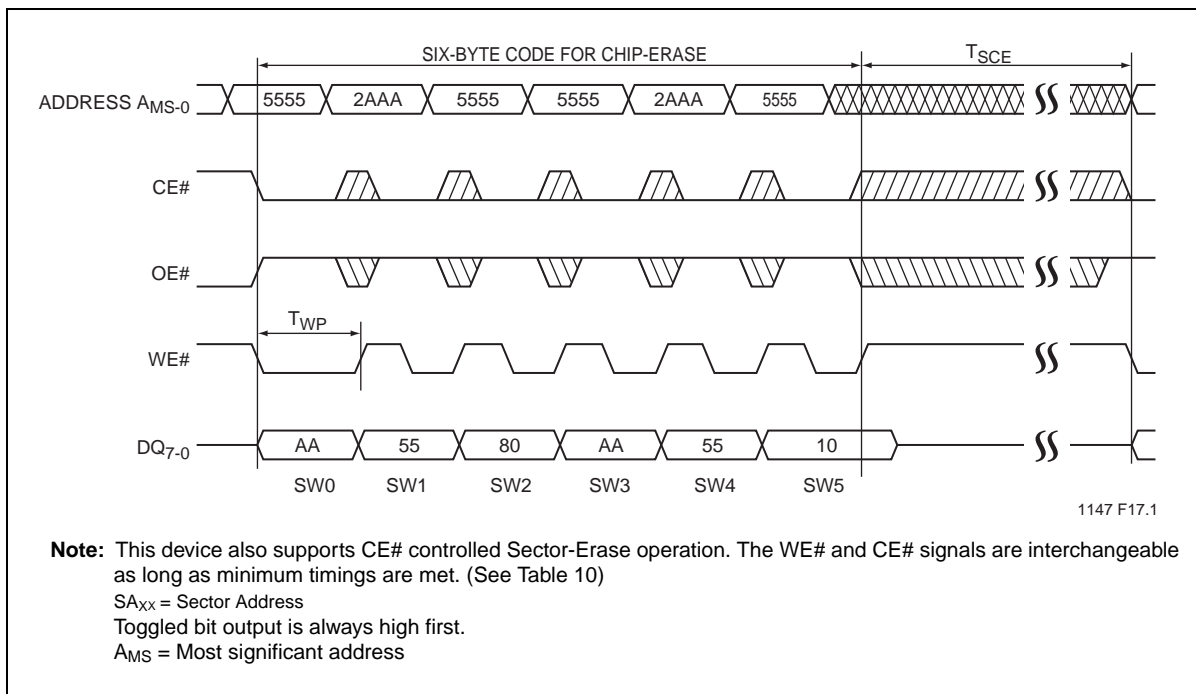 SIX-BYTE CODE FOR CHIP-ERASE TSCE
ADDRESS AMS-0 5555 2AAA 5555 5555 2AAA 5555
CE#
OE#
TWP
WE#
DQ7-0 AA 55 80 AA 55 10
SW0 SW1 SW2 SW3 SW4 SW5
1147 F17.1
Note: This device also supports CE# controlled Sector-Erase operation. The WE# and CE# signals are interchangeable
as long as minimum timings are met. (See Table 10)
SAXX = Sector Address
Toggled bit output is always high first.
AMS = Most significant address